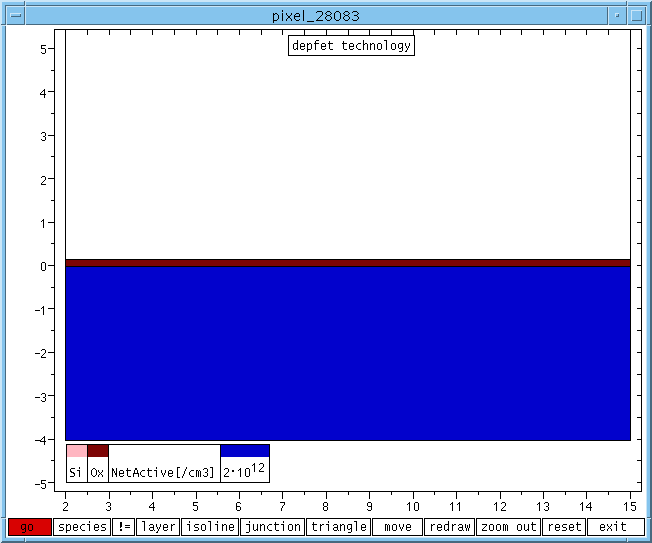 pixel_28083
depfet technology
5
4
3
2
1
0
-1
-2
-3
-4
-5
Si Ox NetActive[/cm3] 2·10¹²
2 3 4 5 6 7 8 9 10 11 12 13 14 15
go species != layer isoline junction triangle move redraw zoom out reset exit